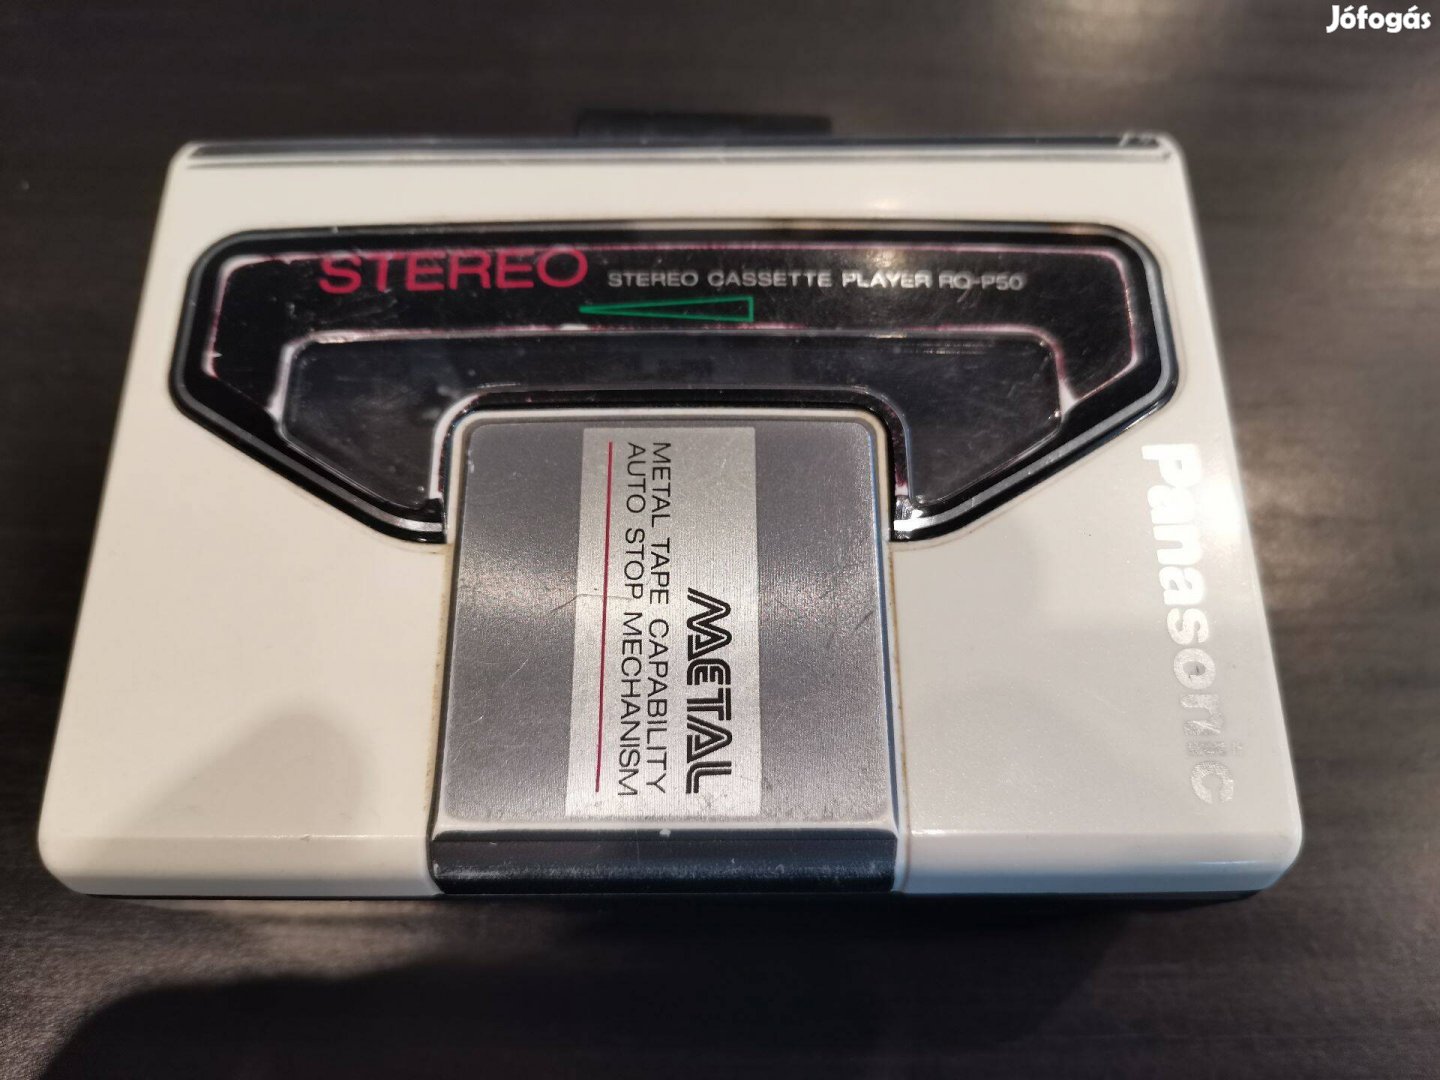 Jófogás
STEREO STEREO CASSETTE PLAYER RQ-P50
Panasonic
METAL
METAL TAPE CAPABILITY
AUTO STOP MECHANISM